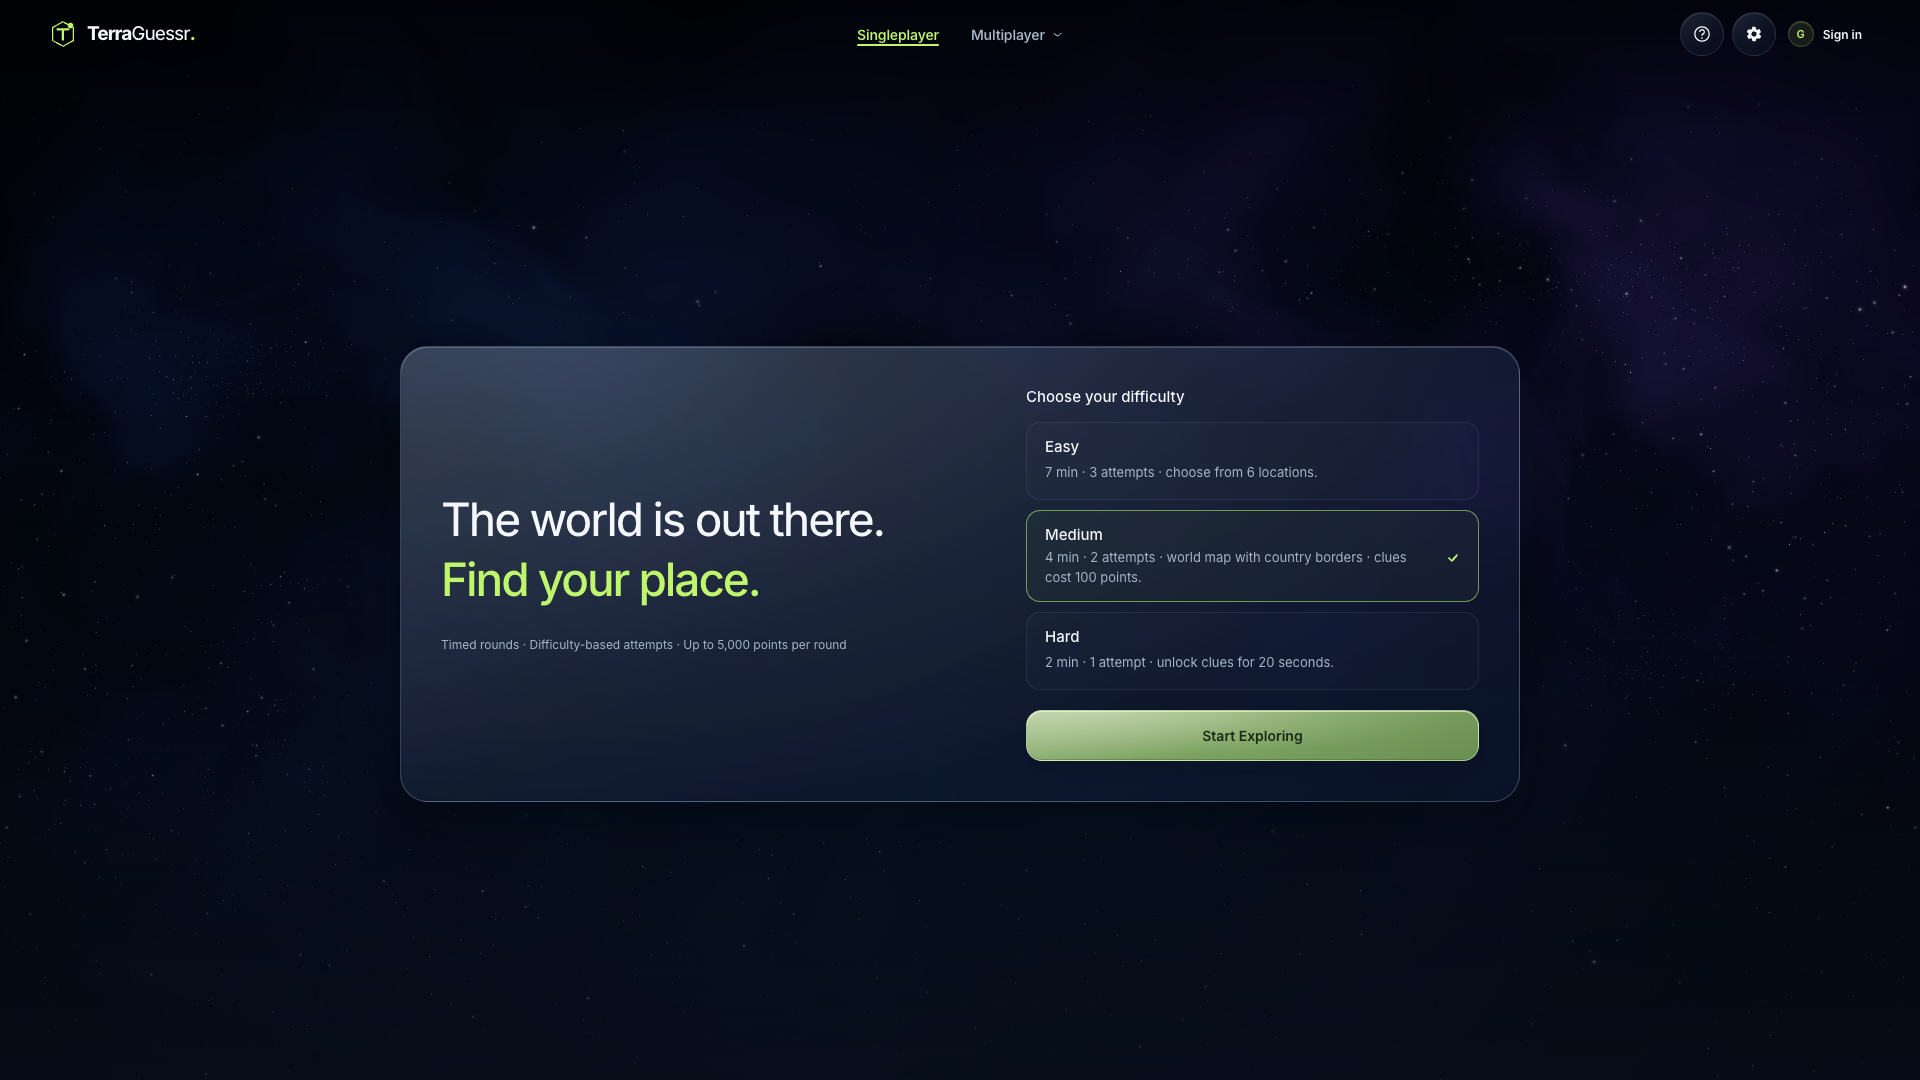 TerraGuessr.
Singleplayer
Multiplayer
G
Sign in
The world is out there.
Find your place.
Timed rounds · Difficulty-based attempts · Up to 5,000 points per round
Choose your difficulty
Easy
7 min · 3 attempts · choose from 6 locations.
Medium
4 min · 2 attempts · world map with country borders · clues
cost 100 points.
Hard
2 min · 1 attempt · unlock clues for 20 seconds.
Start Exploring